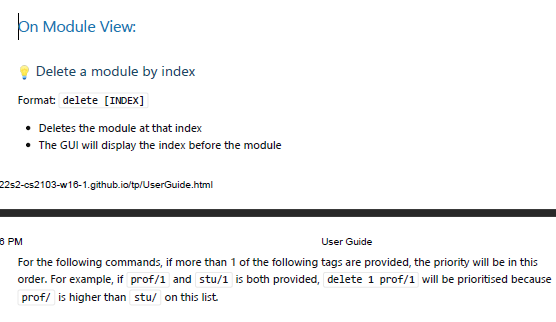 On Module View:
Delete a module by index
Format: delete [INDEX]
• Deletes the module at that index
• The GUI will display the index before the module
22s2-cs2103-w16-1.github.io/tp/UserGuide.html
6 PM User Guide
For the following commands, if more than 1 of the following tags are provided, the priority will be in this
order. For example, if prof/1 and stu/1 is both provided, delete 1 prof/1 will be prioritised because
prof/ is higher than stu/ on this list.